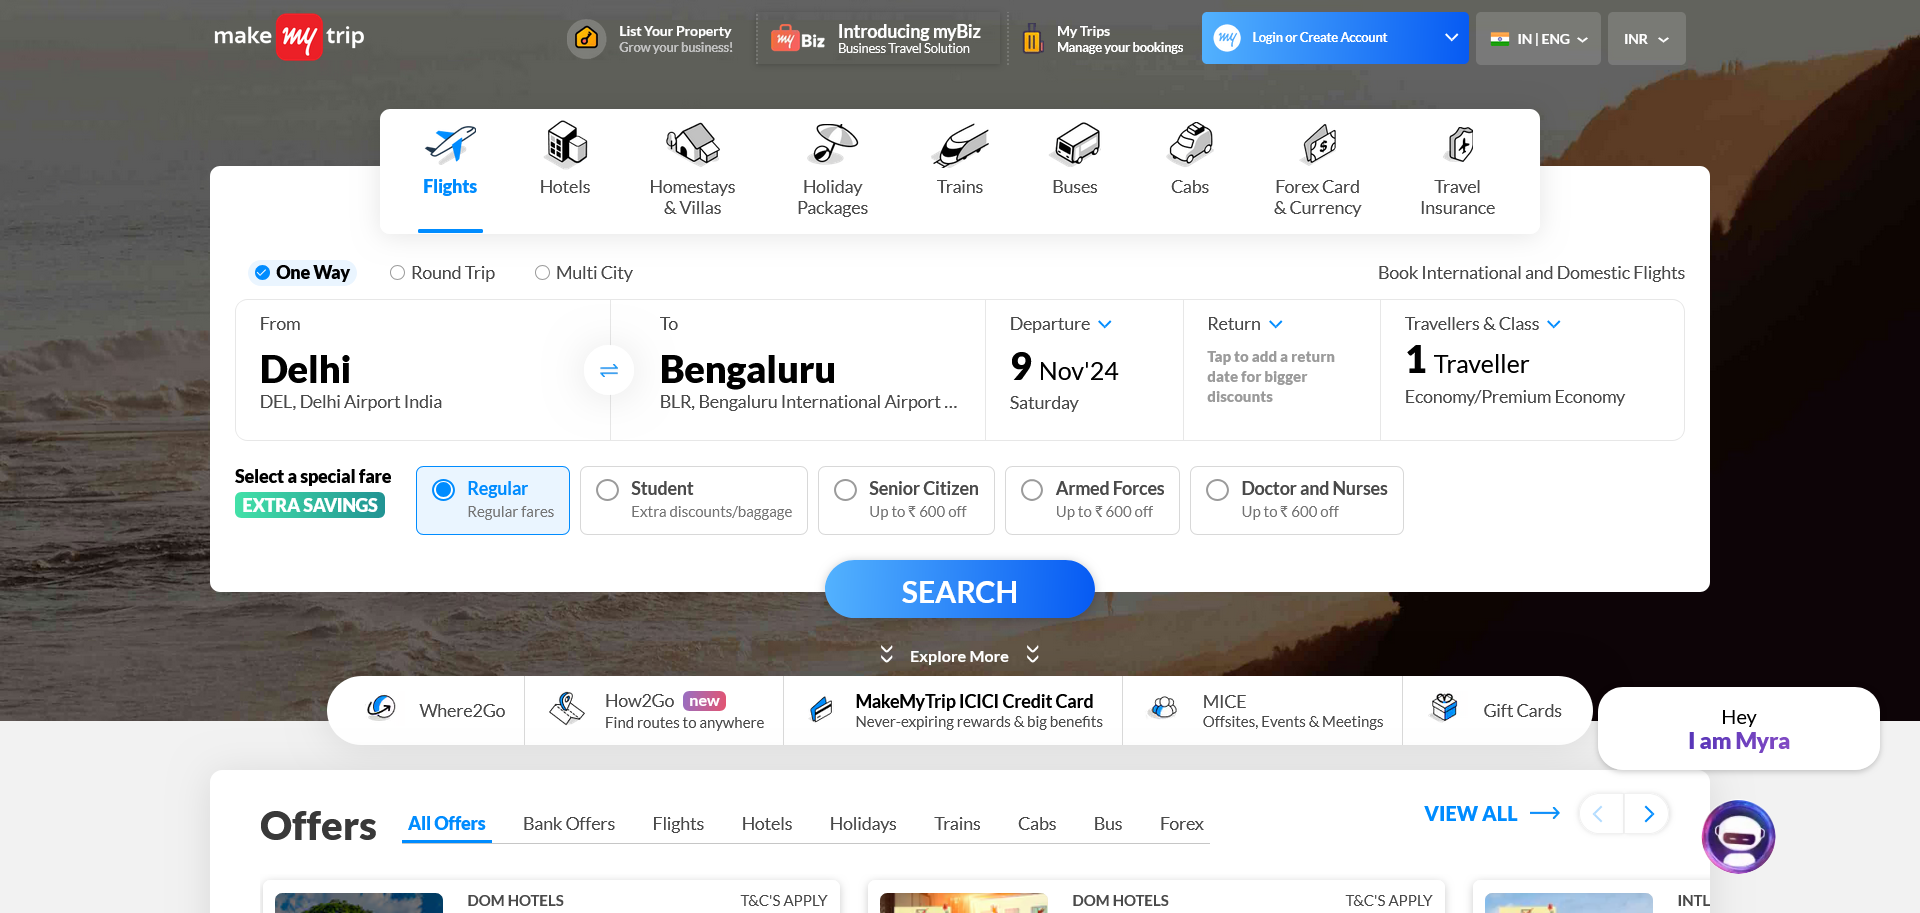 make my trip
List Your Property
Grow your business!
my Biz
Introducing myBiz
Business Travel Solution
My Trips
Manage your bookings
my
Login or Create Account
IN | ENG
INR
Flights
Hotels
Homestays
& Villas
Holiday
Packages
Trains
Buses
Cabs
Forex Card
& Currency
Travel
Insurance
One Way
Round Trip
Multi City
Book International and Domestic Flights
From
Delhi
DEL, Delhi Airport India
To
Bengaluru
BLR, Bengaluru International Airport ...
Departure
9 Nov'24
Saturday
Return
Tap to add a return
date for bigger
discounts
Travellers & Class
1 Traveller
Economy/Premium Economy
Select a special fare
EXTRA SAVINGS
Regular
Regular fares
Student
Extra discounts/baggage
Senior Citizen
Up to ₹ 600 off
Armed Forces
Up to ₹ 600 off
Doctor and Nurses
Up to ₹ 600 off
SEARCH
Explore More
Where2Go
How2Go new
Find routes to anywhere
MakeMyTrip ICICI Credit Card
Never-expiring rewards & big benefits
MICE
Offsites, Events & Meetings
Gift Cards
Hey
I am Myra
Offers
All Offers
Bank Offers
Flights
Hotels
Holidays
Trains
Cabs
Bus
Forex
VIEW ALL
DOM HOTELS
T&C'S APPLY
DOM HOTELS
T&C'S APPLY
INTL